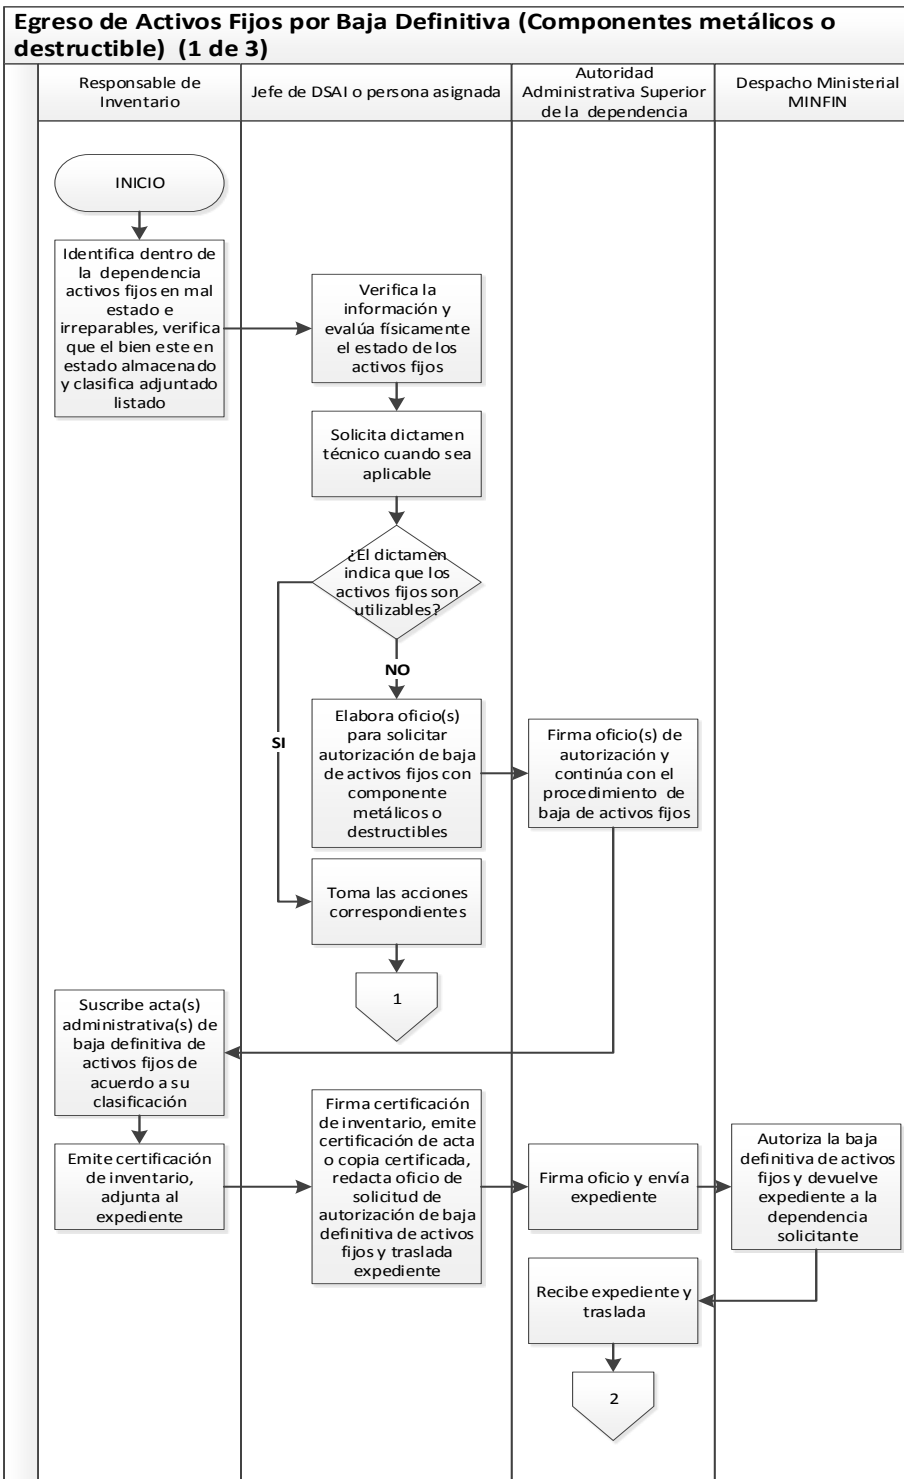 Egreso de Activos Fijos por Baja Definitiva (Componentes metálicos o
destructible)  (1 de 3)
Responsable de
Inventario
Jefe de DSAI o persona asignada
Autoridad
Administrativa Superior
de la  dependencia
Despacho Ministerial
MINFIN
INICIO
Identifica dentro de
la  dependencia
activos fijos en mal
estado e
irreparables, verifica
que el bien este en
estado almacenado
y clasifica adjuntado
listado
Verifica la
información y
evalúa físicamente
el estado de los
activos fijos
Solicita dictamen
técnico cuando sea
aplicable
¿El dictamen
indica que los
activos fijos son
utilizables?
NO
SI
Elabora oficio(s)
para solicitar
autorización de baja
de activos fijos con
componente
metálicos o
destructibles
Firma oficio(s) de
autorización y
continúa con el
procedimiento  de
baja de activos fijos
Toma las acciones
correspondientes
1
Suscribe acta(s)
administrativa(s) de
baja definitiva de
activos fijos de
acuerdo a su
clasificación
Emite certificación
de inventario,
adjunta al
expediente
Firma certificación
de inventario, emite
certificación de acta
o copia certificada,
redacta oficio de
solicitud de
autorización de baja
definitiva de activos
fijos y traslada
expediente
Firma oficio y envía
expediente
Autoriza la baja
definitiva de activos
fijos y devuelve
expediente a la
dependencia
solicitante
Recibe expediente y
traslada
2